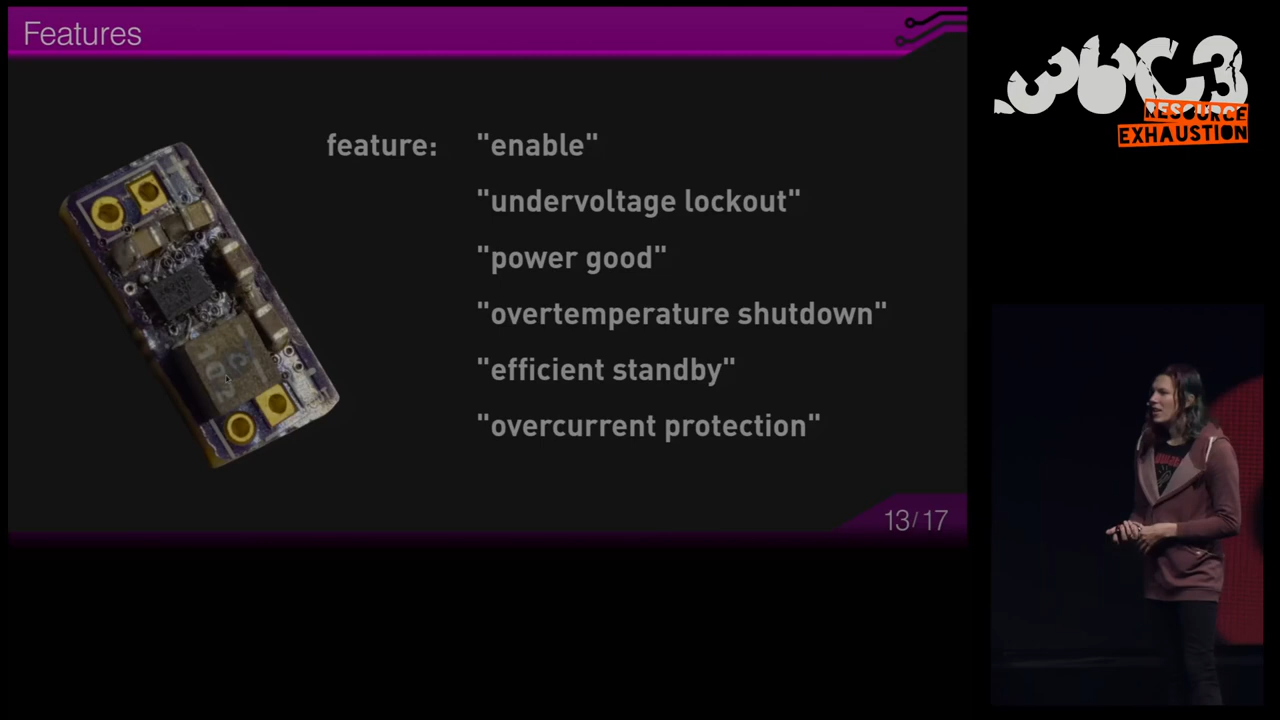 Features
feature: "enable"
"undervoltage lockout"
"power good"
"overtemperature shutdown"
"efficient standby"
"overcurrent protection"
13/17
36C3
RESOURCE
EXHAUSTION